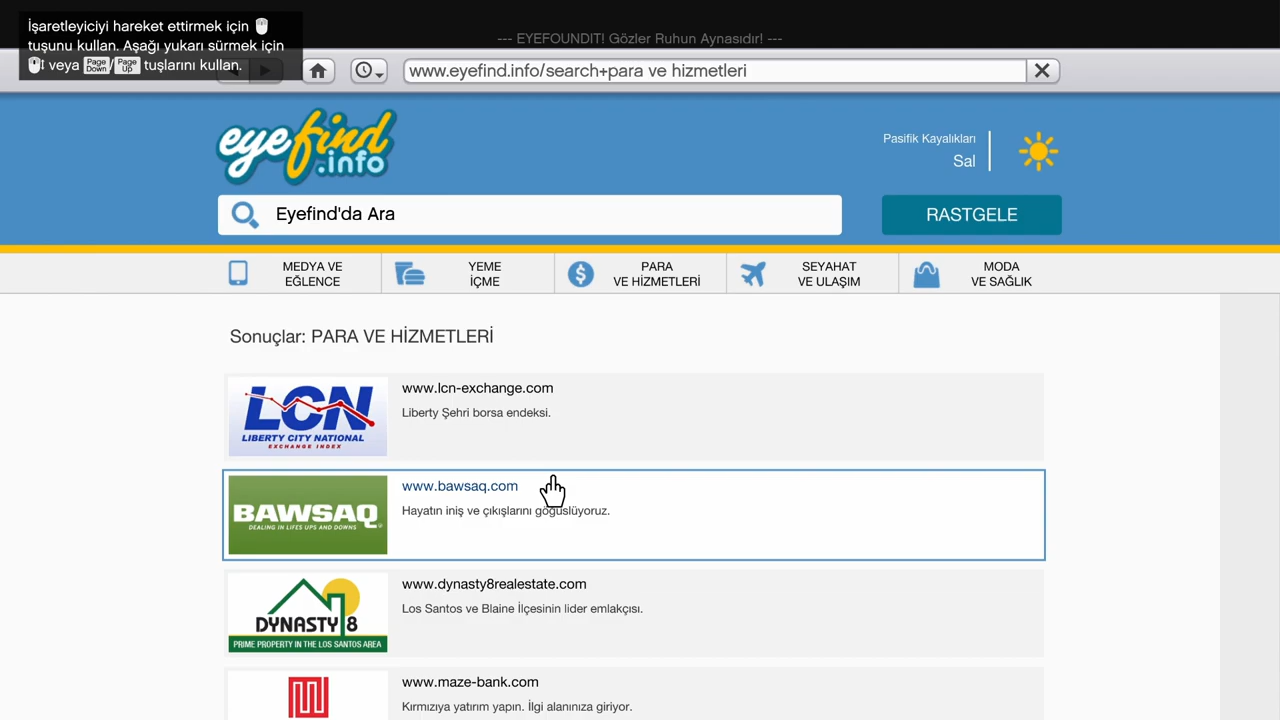 İşaretleyiciyi hareket ettirmek için
tuşunu kullan. Aşağı yukarı sürmek için
veya Page Down / Page Up tuşlarını kullan.
--- EYEFOUNDIT! Gözler Ruhun Aynasıdır! ---
www.eyefind.info/search+para ve hizmetleri
eyefind
.info
Pasifik Kayalıkları
Sal
Eyefind'da Ara
RASTGELE
MEDYA VE
EĞLENCE
YEME
İÇME
PARA
VE HİZMETLERİ
SEYAHAT
VE ULAŞIM
MODA
VE SAĞLIK
Sonuçlar: PARA VE HİZMETLERİ
LCN
LIBERTY CITY NATIONAL
EXCHANGE INDEX
www.lcn-exchange.com
Liberty Şehri borsa endeksi.
BAWSAQ
DEALING IN LIFES UPS AND DOWNS
www.bawsaq.com
Hayatın iniş ve çıkışlarını göğüslüyoruz.
DYNASTY 8
PRIME PROPERTY IN THE LOS SANTOS AREA
www.dynasty8realestate.com
Los Santos ve Blaine İlçesinin lider emlakçısı.
www.maze-bank.com
Kırmızıya yatırım yapın. İlgi alanınıza giriyor.